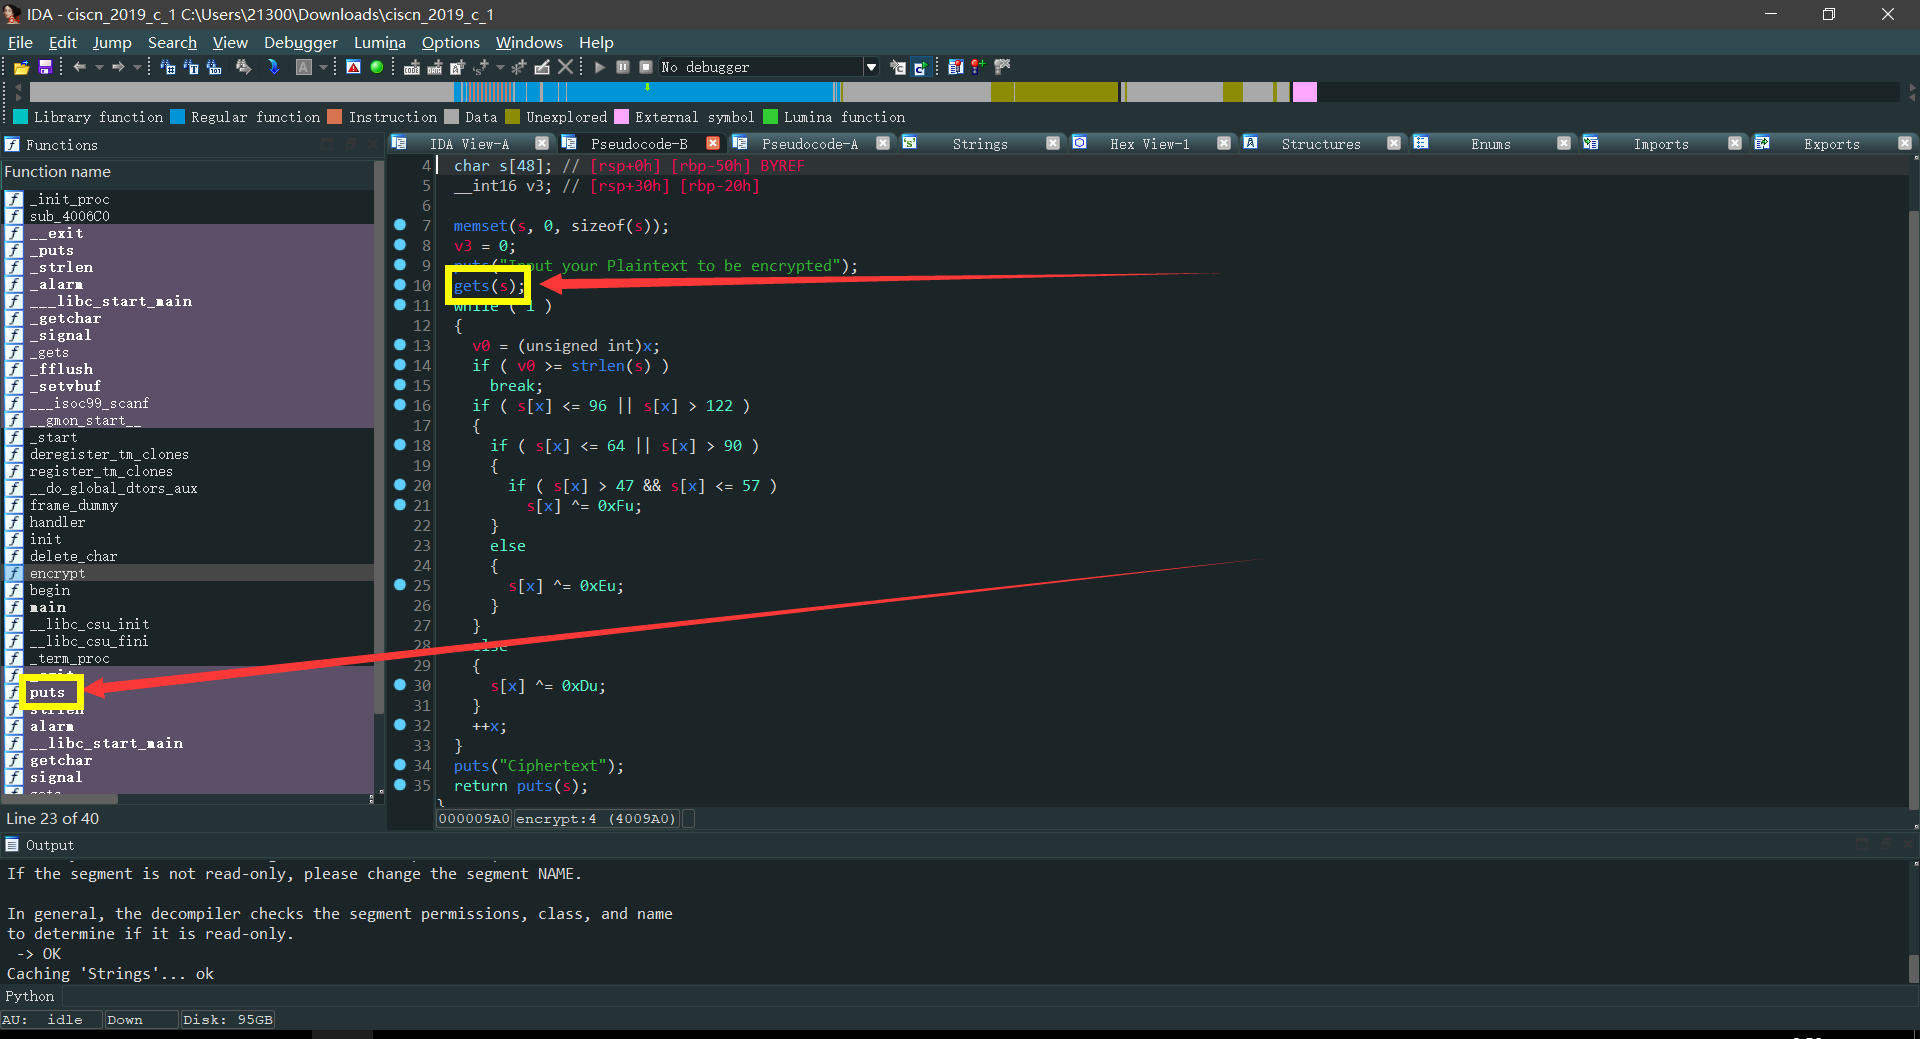 IDA - ciscn_2019_c_1 C:\Users\21300\Downloads\ciscn_2019_c_1
File Edit Jump Search View Debugger Lumina Options Windows Help
No debugger
Library function Regular function Instruction Data Unexplored External symbol Lumina function
Functions
Function name
_init_proc
sub_4006C0
__exit
_puts
_strlen
_alarm
___libc_start_main
_getchar
_signal
_gets
_fflush
_setvbuf
___isoc99_scanf
__gmon_start__
_start
deregister_tm_clones
register_tm_clones
__do_global_dtors_aux
frame_dummy
handler
init
delete_char
encrypt
begin
main
__libc_csu_init
__libc_csu_fini
_term_proc
puts
strlen
alarm
__libc_start_main
getchar
signal
Line 23 of 40
IDA View-A Pseudocode-B Pseudocode-A Strings Hex View-1 Structures Enums Imports Exports
4 char s[48]; // [rsp+0h] [rbp-50h] BYREF
5 __int16 v3; // [rsp+30h] [rbp-20h]
6
7 memset(s, 0, sizeof(s));
8 v3 = 0;
9 puts("Input your Plaintext to be encrypted");
10 gets(s);
11 while ( 1 )
12 {
13 v0 = (unsigned int)x;
14 if ( v0 >= strlen(s) )
15 break;
16 if ( s[x] <= 96 || s[x] > 122 )
17 {
18 if ( s[x] <= 64 || s[x] > 90 )
19 {
20 if ( s[x] > 47 && s[x] <= 57 )
21 s[x] ^= 0xFu;
22 }
23 else
24 {
25 s[x] ^= 0xEu;
26 }
27 }
28 else
29 {
30 s[x] ^= 0xDu;
31 }
32 ++x;
33 }
34 puts("Ciphertext");
35 return puts(s);
}
000009A0 encrypt:4 (4009A0)
Output
If the segment is not read-only, please change the segment NAME.
In general, the decompiler checks the segment permissions, class, and name
to determine if it is read-only.
-> OK
Caching 'Strings'... ok
Python
AU: idle Down Disk: 95GB